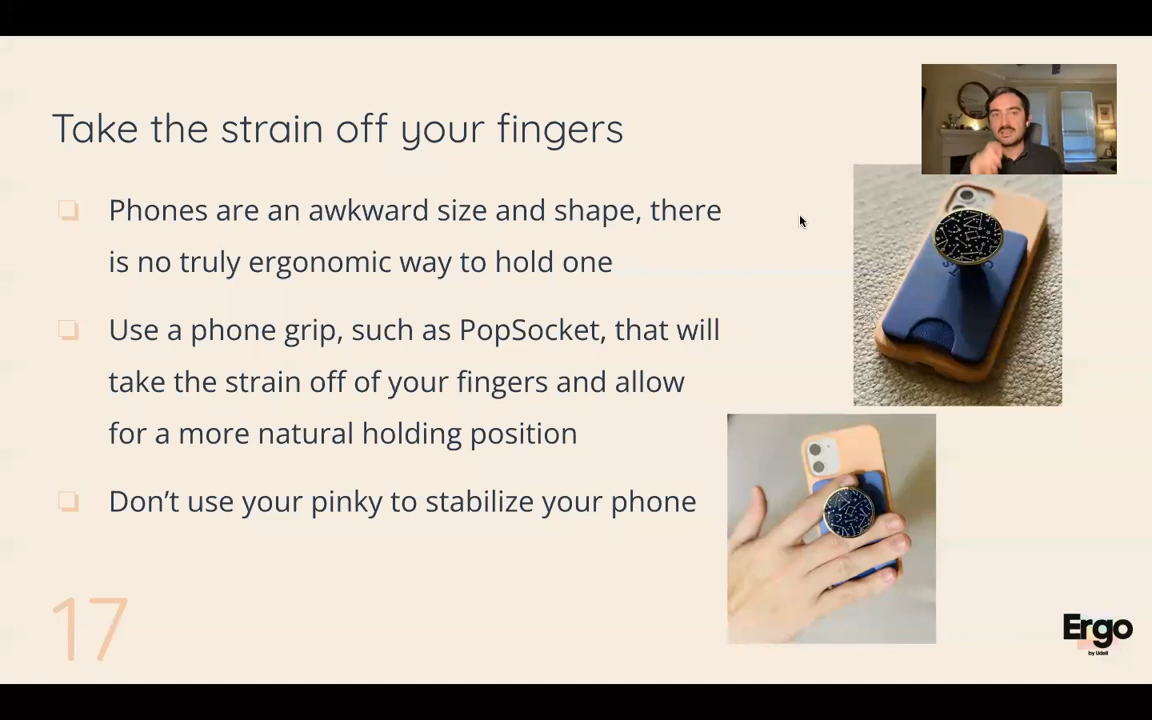 Take the strain off your fingers
Phones are an awkward size and shape, there
is no truly ergonomic way to hold one
Use a phone grip, such as PopSocket, that will
take the strain off of your fingers and allow
for a more natural holding position
Don’t use your pinky to stabilize your phone
17
Ergo
by Udell